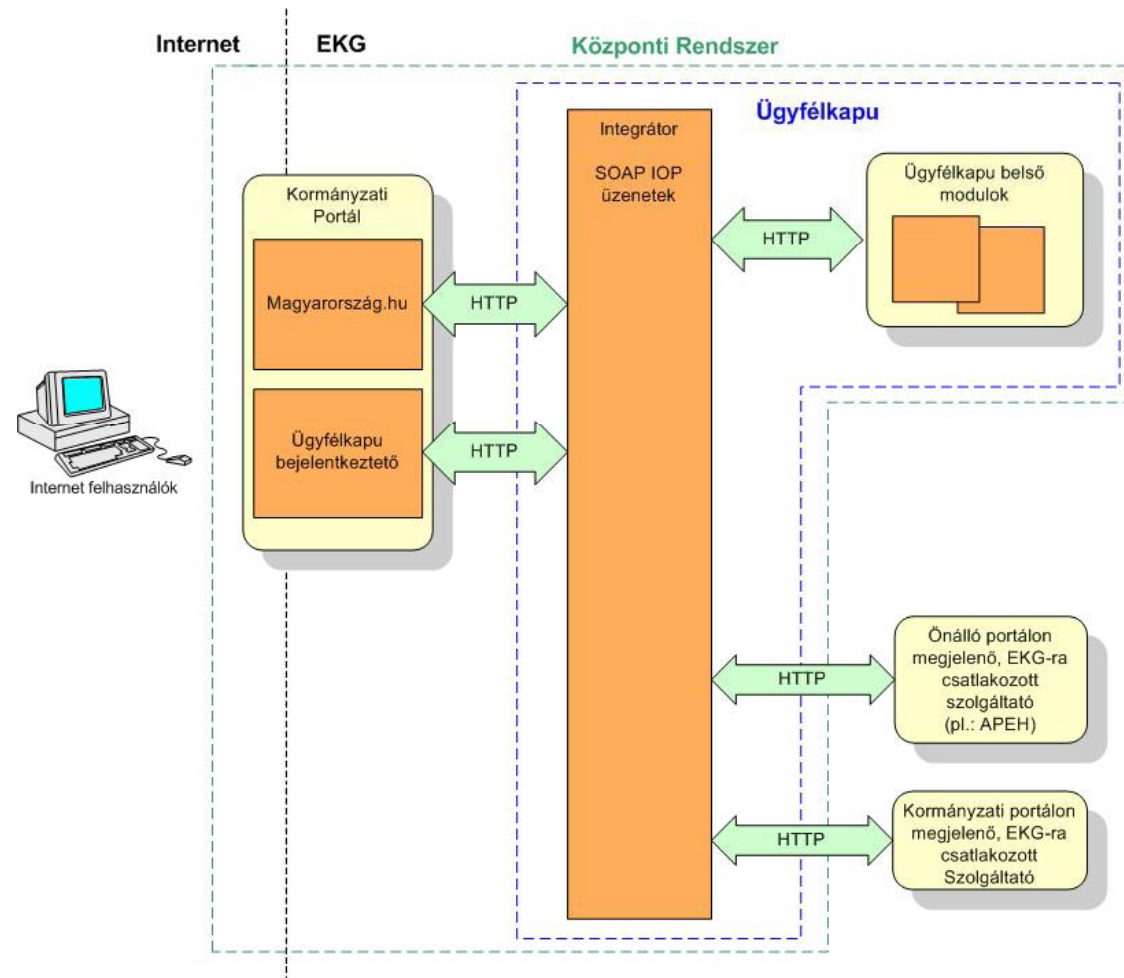 Internet
EKG
Központi Rendszer
Ügyfélkapu
Integrátor
SOAP IOP
üzenetek
Kormányzati
Portál
Magyarország.hu
Ügyfélkapu
bejelentkeztető
HTTP
HTTP
HTTP
Ügyfélkapu belső
modulok
Internet felhasználók
HTTP
Önálló portálon
megjelenő, EKG-ra
csatlakozott
szolgáltató
(pl.: APEH)
HTTP
Kormányzati portálon
megjelenő, EKG-ra
csatlakozott
Szolgáltató